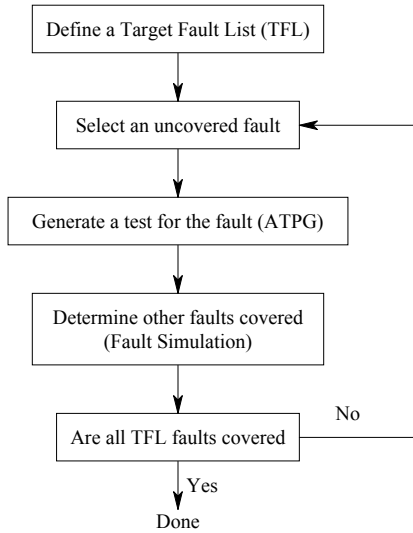 Define a Target Fault List (TFL)
Select an uncovered fault
Generate a test for the fault (ATPG)
Determine other faults covered
(Fault Simulation)
Are all TFL faults covered
No
Yes
Done